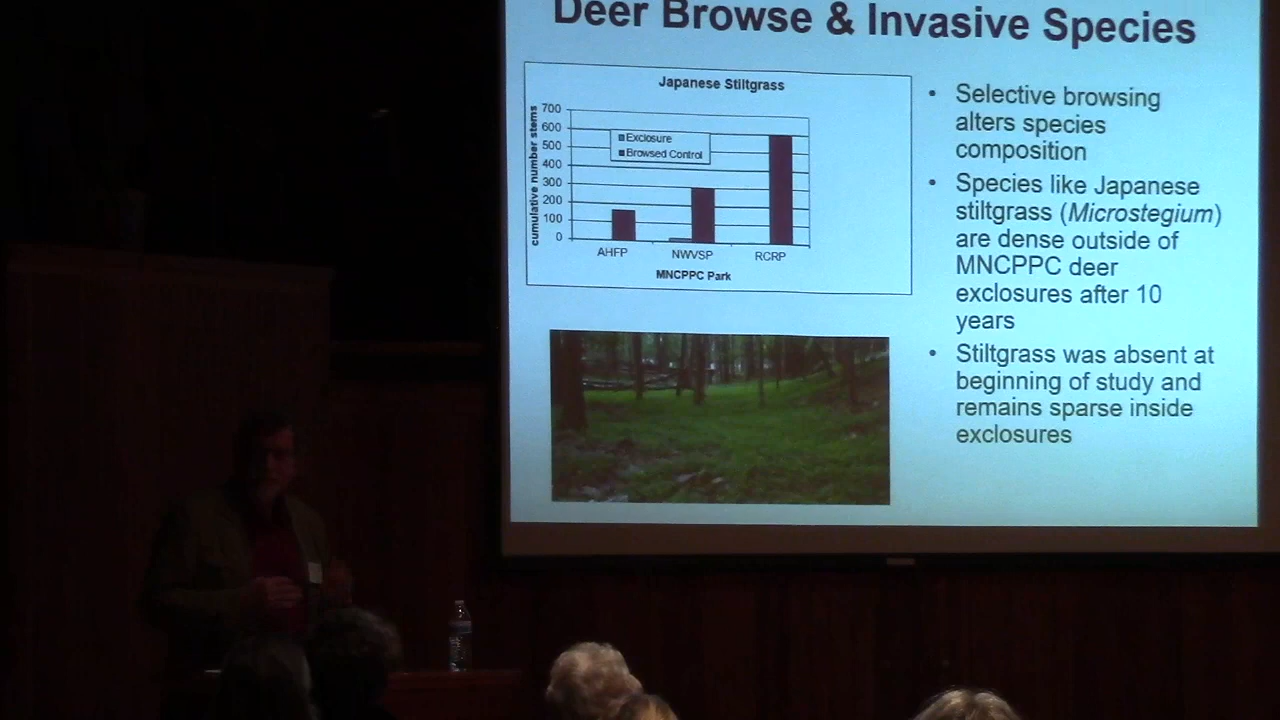 Deer Browse & Invasive Species
Japanese Stiltgrass
cumulative number stems
700
600
500
400
300
200
100
0
Exclosure
Browsed Control
AHFP NWVSP RCRP
MNCPPC Park
• Selective browsing
alters species
composition
• Species like Japanese
stiltgrass (Microstegium)
are dense outside of
MNCPPC deer
exclosures after 10
years
• Stiltgrass was absent at
beginning of study and
remains sparse inside
exclosures